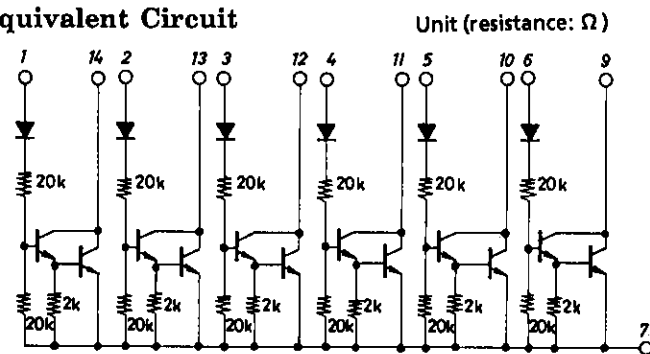 quivalent Circuit
Unit (resistance: Ω)
1 14 2 13 3 12 4 11 5 10 6 9
20k 20k 20k 20k 20k 20k
20k 2k 20k 2k 20k 2k 20k 2k 20k 2k 20k 2k
7